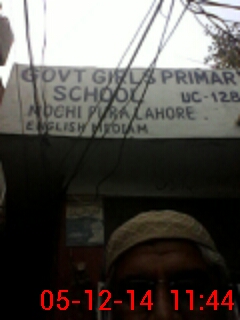 GOVT GIRLS PRIMARY
SCHOOL UC-128
MOCHI PURA LAHORE
ENGLISH MEDIAM
05-12-14 11:44